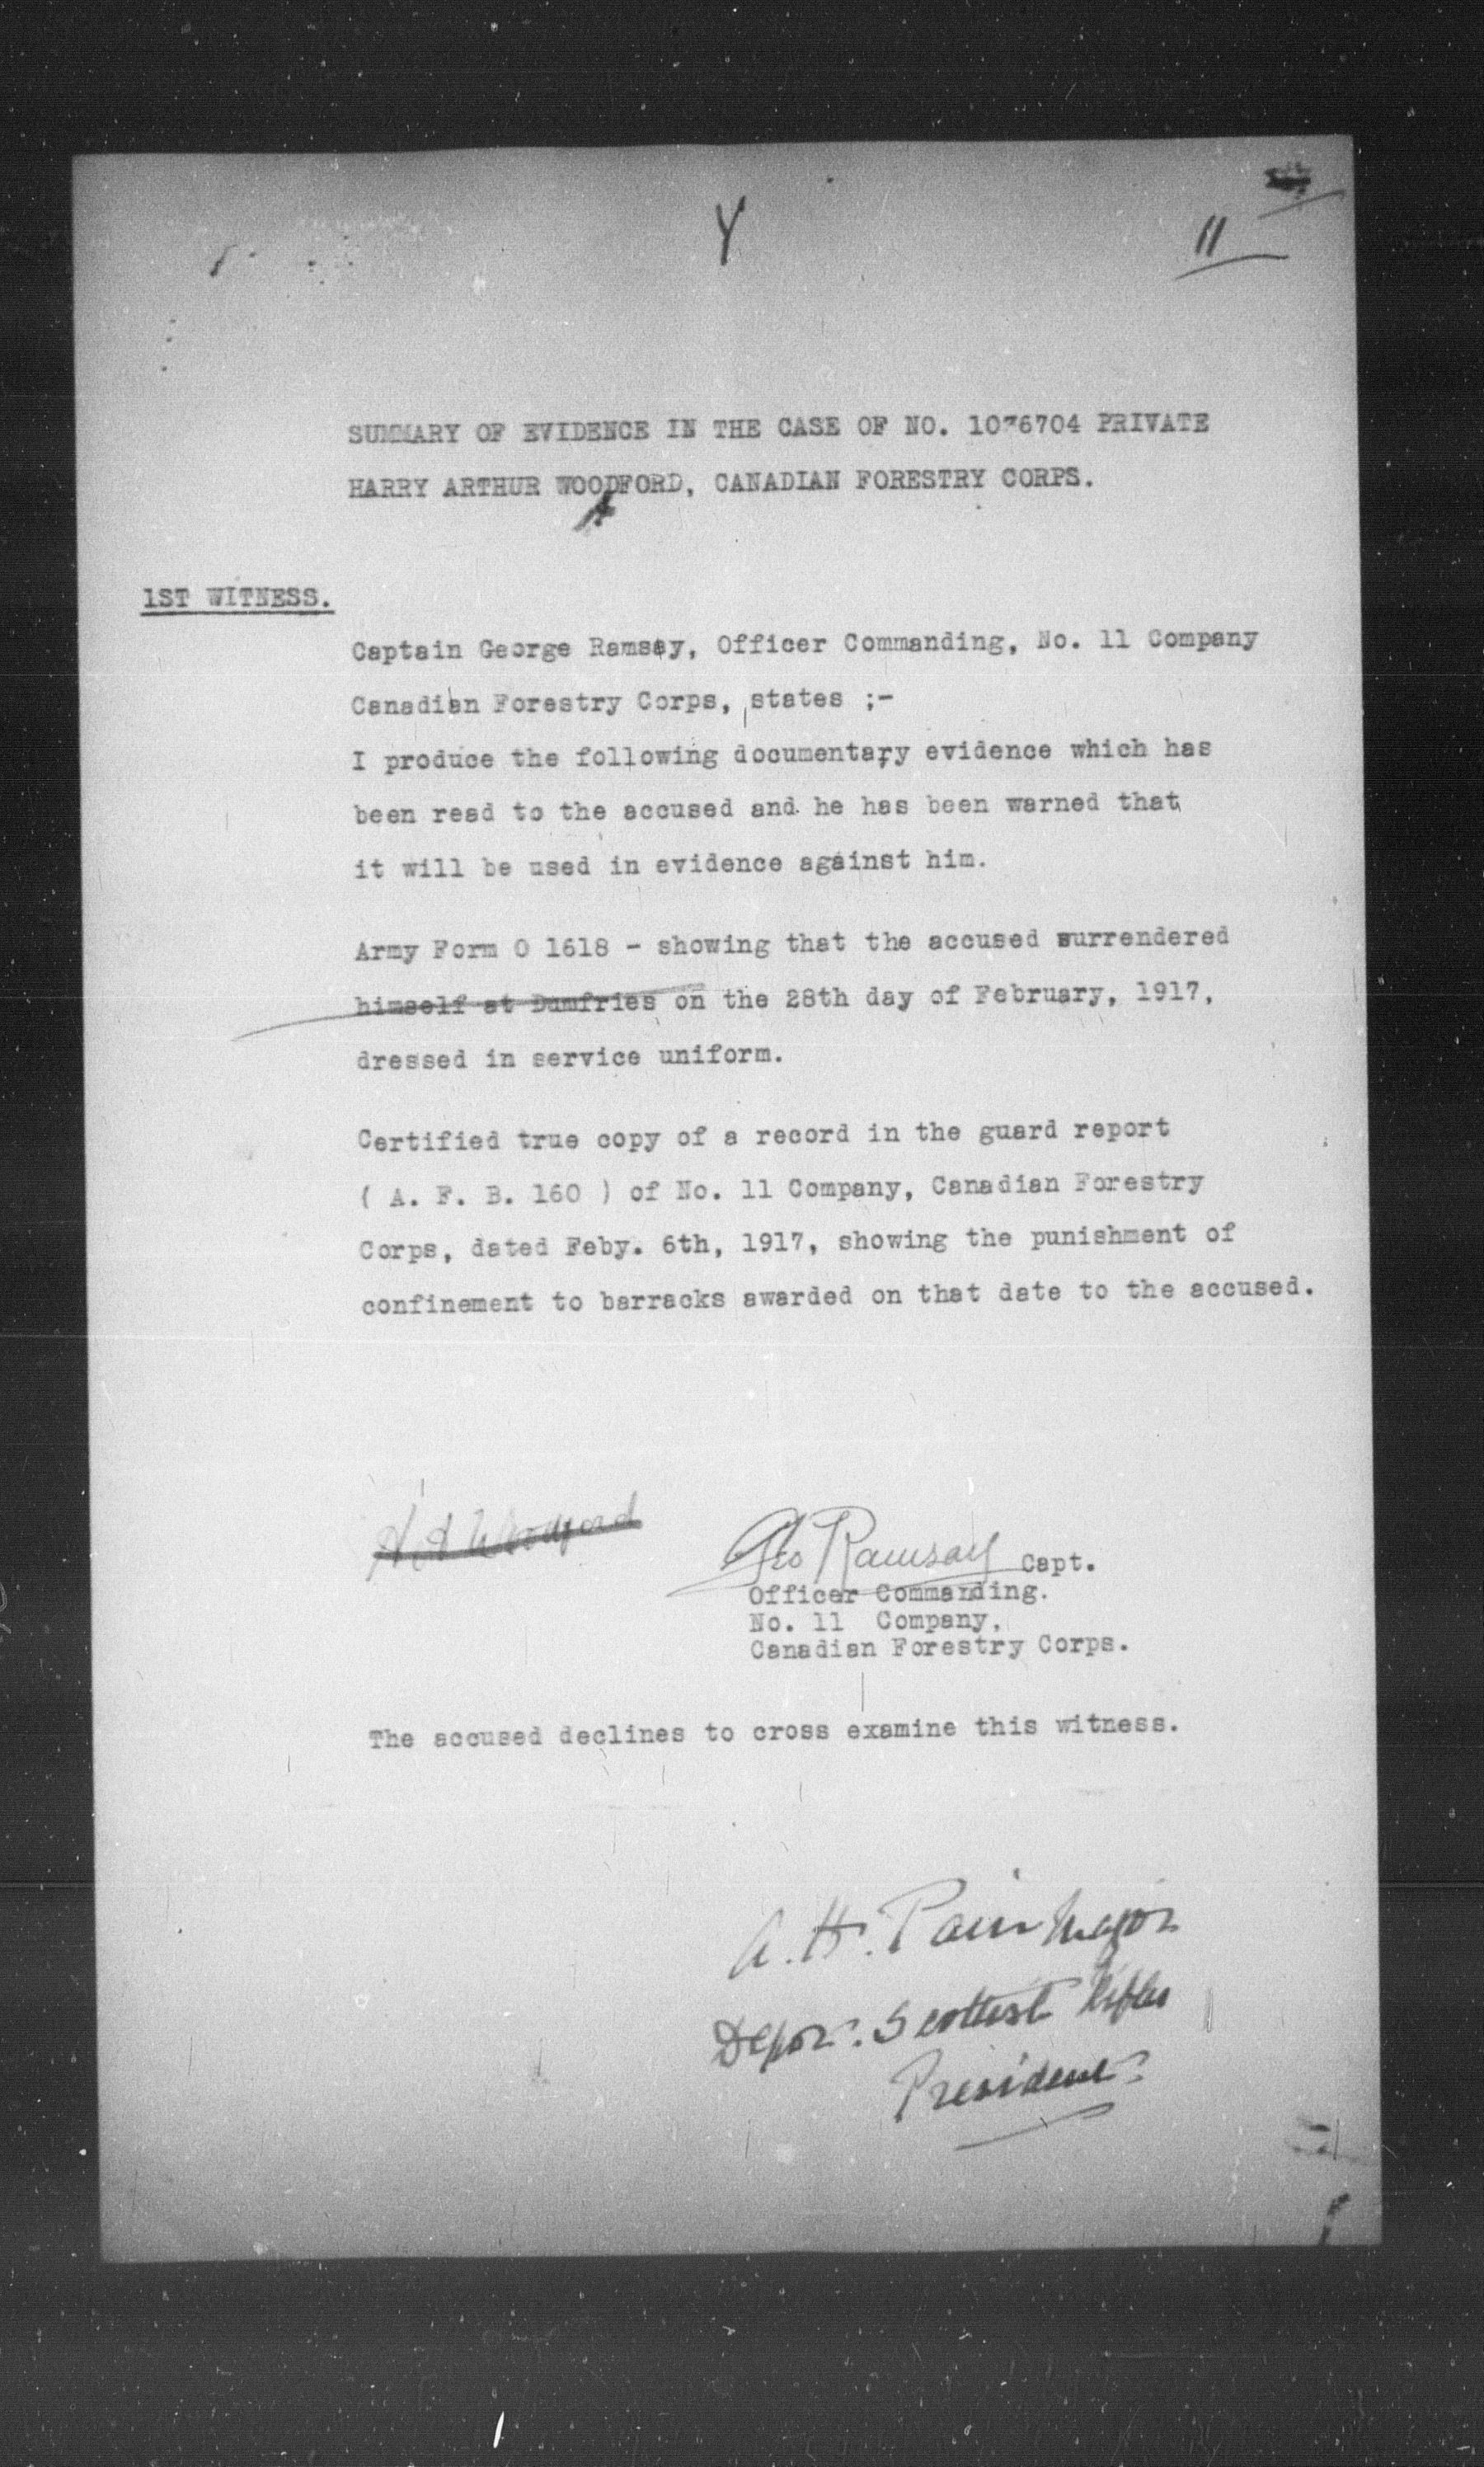 Y
11
SUMMARY OF EVIDENCE IN THE CASE OF NO. 1076704 PRIVATE
HARRY ARTHUR WOODFORD, CANADIAN FORESTRY CORPS.
1ST WITNESS.
Captain George Ramsay, Officer Commanding, No. 11 Company
Canadian Forestry Corps, states ;-
I produce the following documentary evidence which has
been read to the accused and he has been warned that
it will be used in evidence against him.
Army Form O 1618 - showing that the accused surrendered
himself at Dumfries on the 28th day of February, 1917,
dressed in service uniform.
Certified true copy of a record in the guard report
( A. F. B. 160 ) of No. 11 Company, Canadian Forestry
Corps, dated Feby. 6th, 1917, showing the punishment of
confinement to barracks awarded on that date to the accused.
H A Woodford
Geo Ramsay Capt.
Officer Commanding.
No. 11 Company,
Canadian Forestry Corps.
The accused declines to cross examine this witness.
A. H. Major
Depot. Scottish Rifles
President